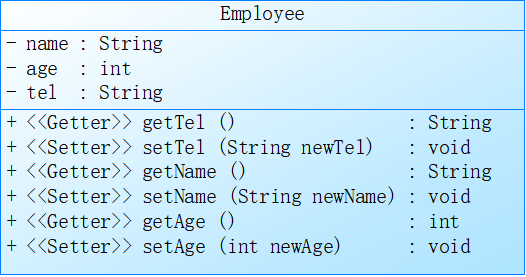 Employee
- name : String
- age  : int
- tel  : String
+ <<Getter>> getTel ()               : String
+ <<Setter>> setTel (String newTel)   : void
+ <<Getter>> getName ()              : String
+ <<Setter>> setName (String newName) : void
+ <<Getter>> getAge ()               : int
+ <<Setter>> setAge (int newAge)      : void